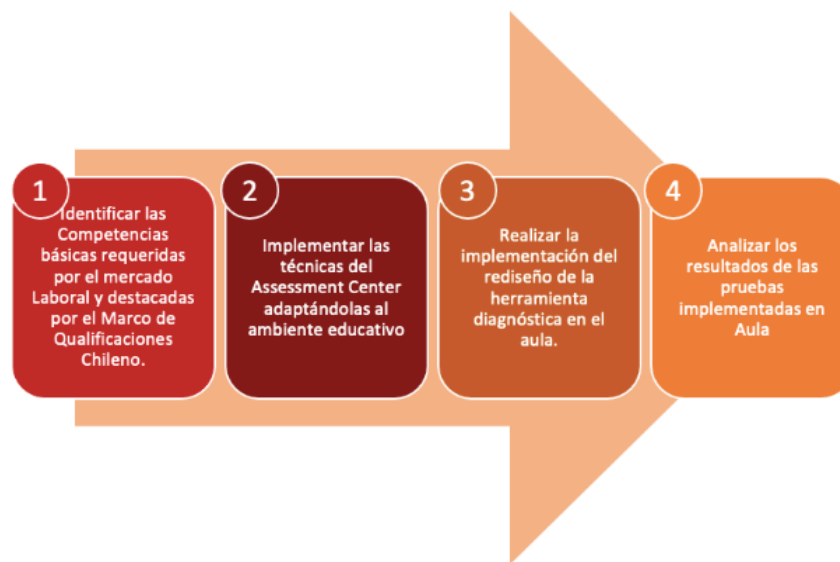 1
Identificar las
Competencias
básicas requeridas
por el mercado
Laboral y destacadas
por el Marco de
Qualificaciones
Chileno.
2
Implementar las
técnicas del
Assessment Center
adaptándolas al
ambiente educativo
3
Realizar la
implementación del
rediseño de la
herramienta
diagnóstica en el
aula.
4
Analizar los
resultados de las
pruebas
implementadas en
Aula